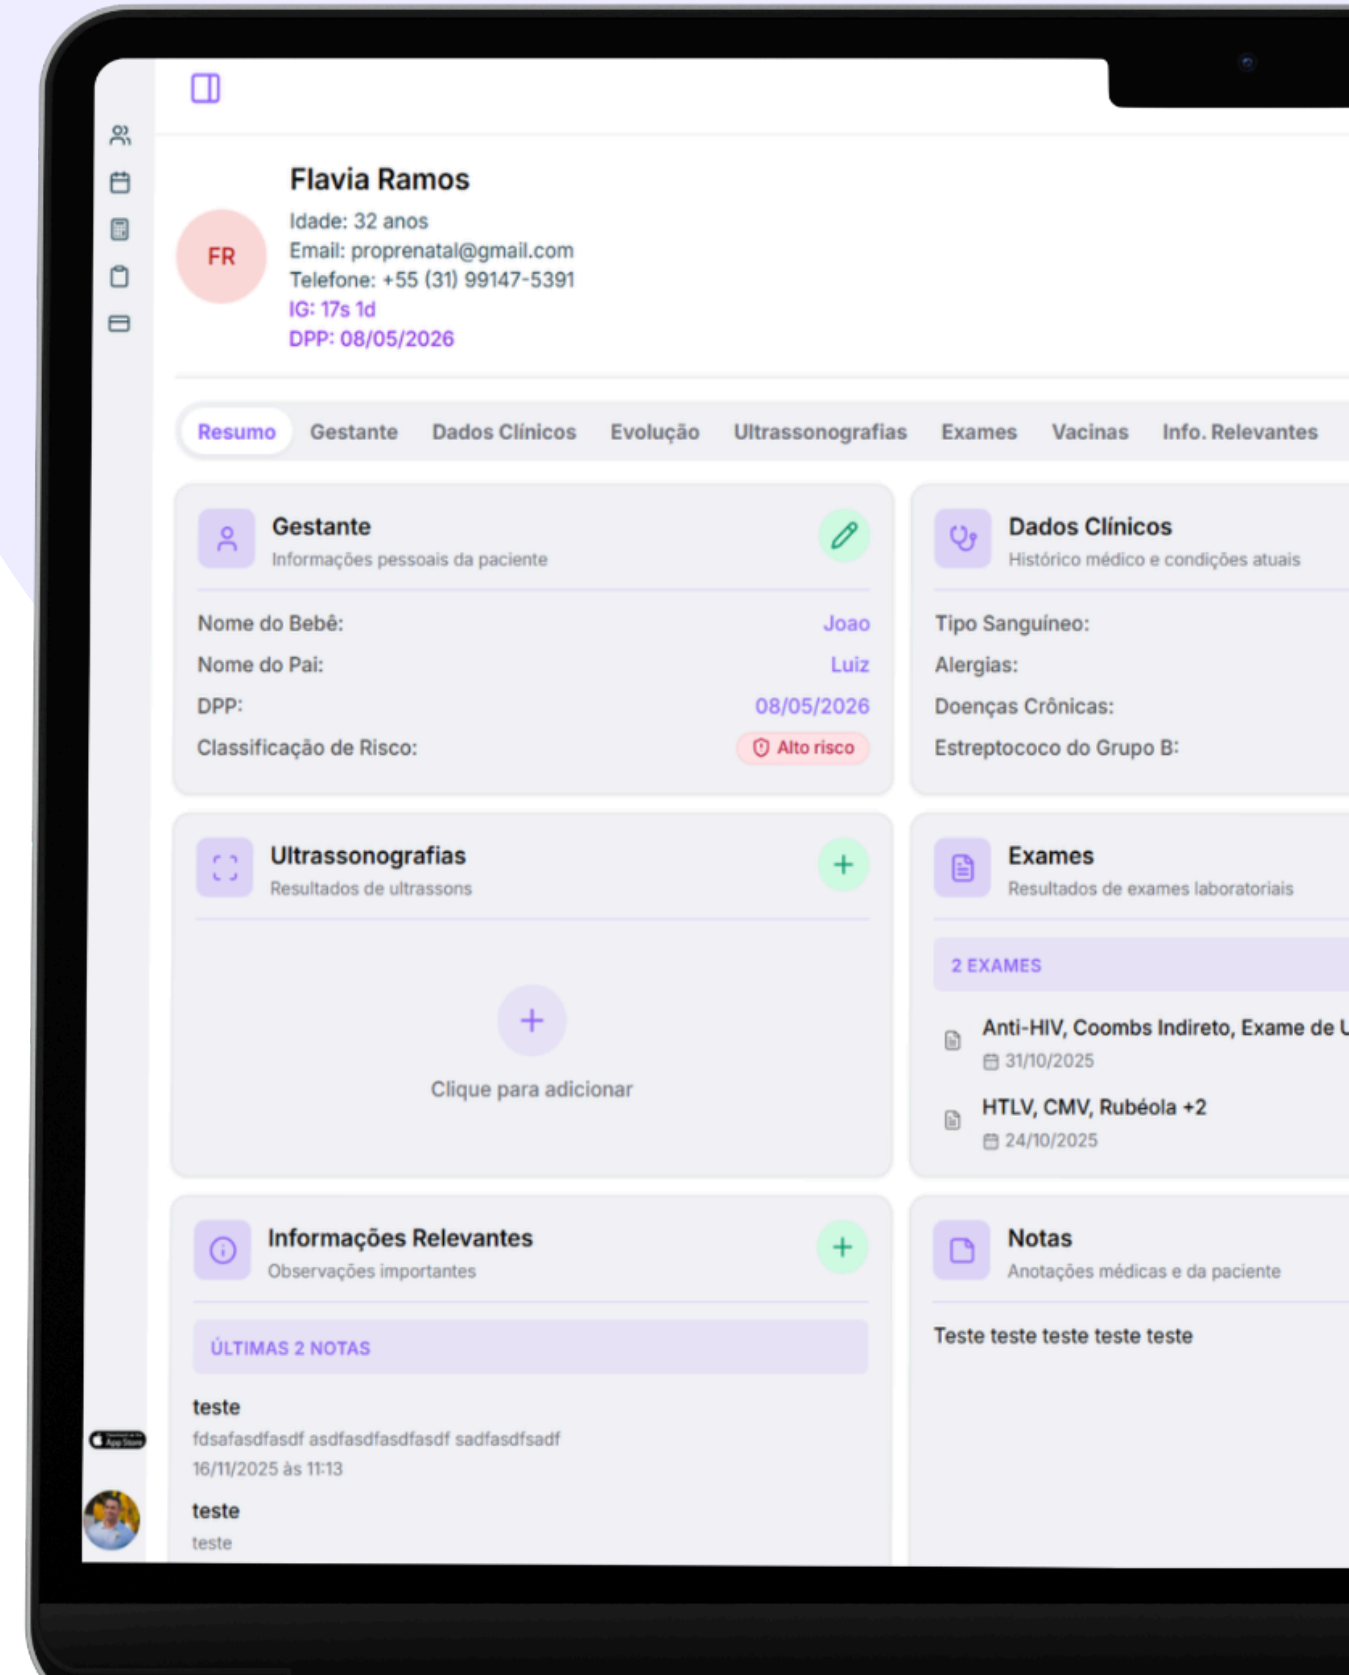 Flavia Ramos
FR
Idade: 32 anos
Email: proprenatal@gmail.com
Telefone: +55 (31) 99147-5391
IG: 17s 1d
DPP: 08/05/2026
Resumo Gestante Dados Clínicos Evolução Ultrassonografias Exames Vacinas Info. Relevantes
Gestante
Informações pessoais da paciente
Nome do Bebê: Joao
Nome do Pai: Luiz
DPP: 08/05/2026
Classificação de Risco: Alto risco
Dados Clínicos
Histórico médico e condições atuais
Tipo Sanguíneo:
Alergias:
Doenças Crônicas:
Estreptococo do Grupo B:
Ultrassonografias
Resultados de ultrassons
Clique para adicionar
Exames
Resultados de exames laboratoriais
2 EXAMES
Anti-HIV, Coombs Indireto, Exame de U
31/10/2025
HTLV, CMV, Rubéola +2
24/10/2025
Informações Relevantes
Observações importantes
ÚLTIMAS 2 NOTAS
teste
fdsafasdfasdf asdfasdfasdfasdf sadfasdfsadf
16/11/2025 às 11:13
teste
teste
Notas
Anotações médicas e da paciente
Teste teste teste teste teste
App Store